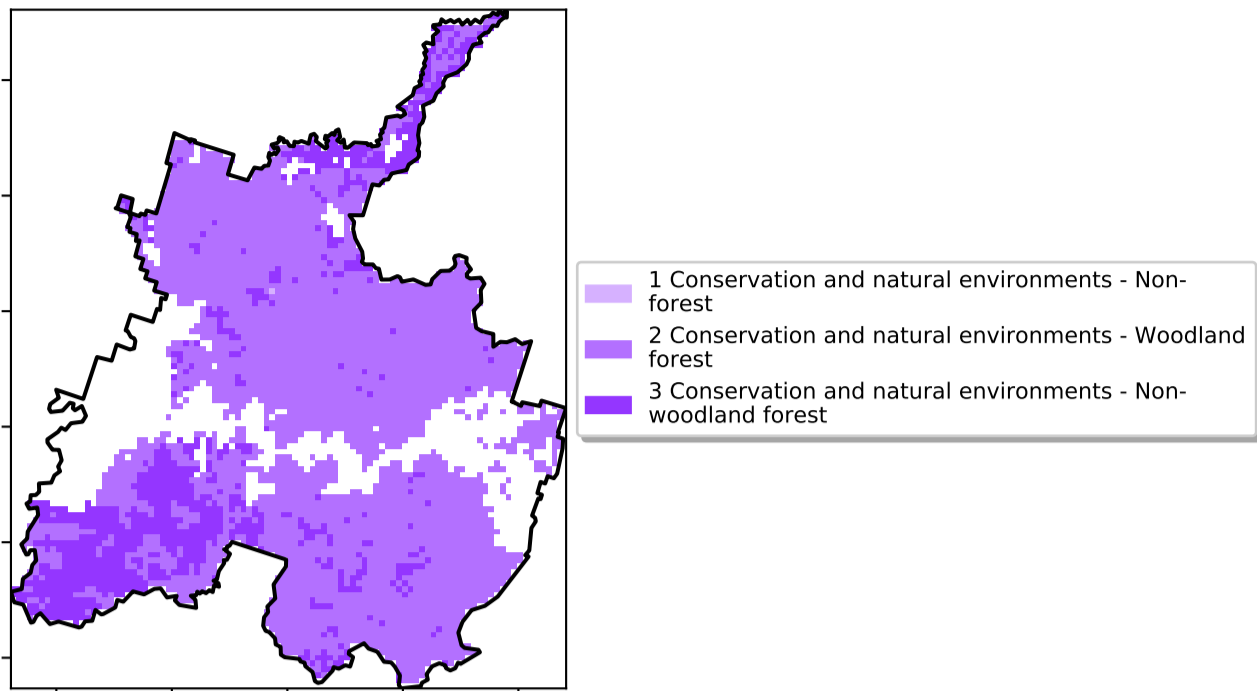 1 Conservation and natural environments - Non-
forest
2 Conservation and natural environments - Woodland
forest
3 Conservation and natural environments - Non-
woodland forest